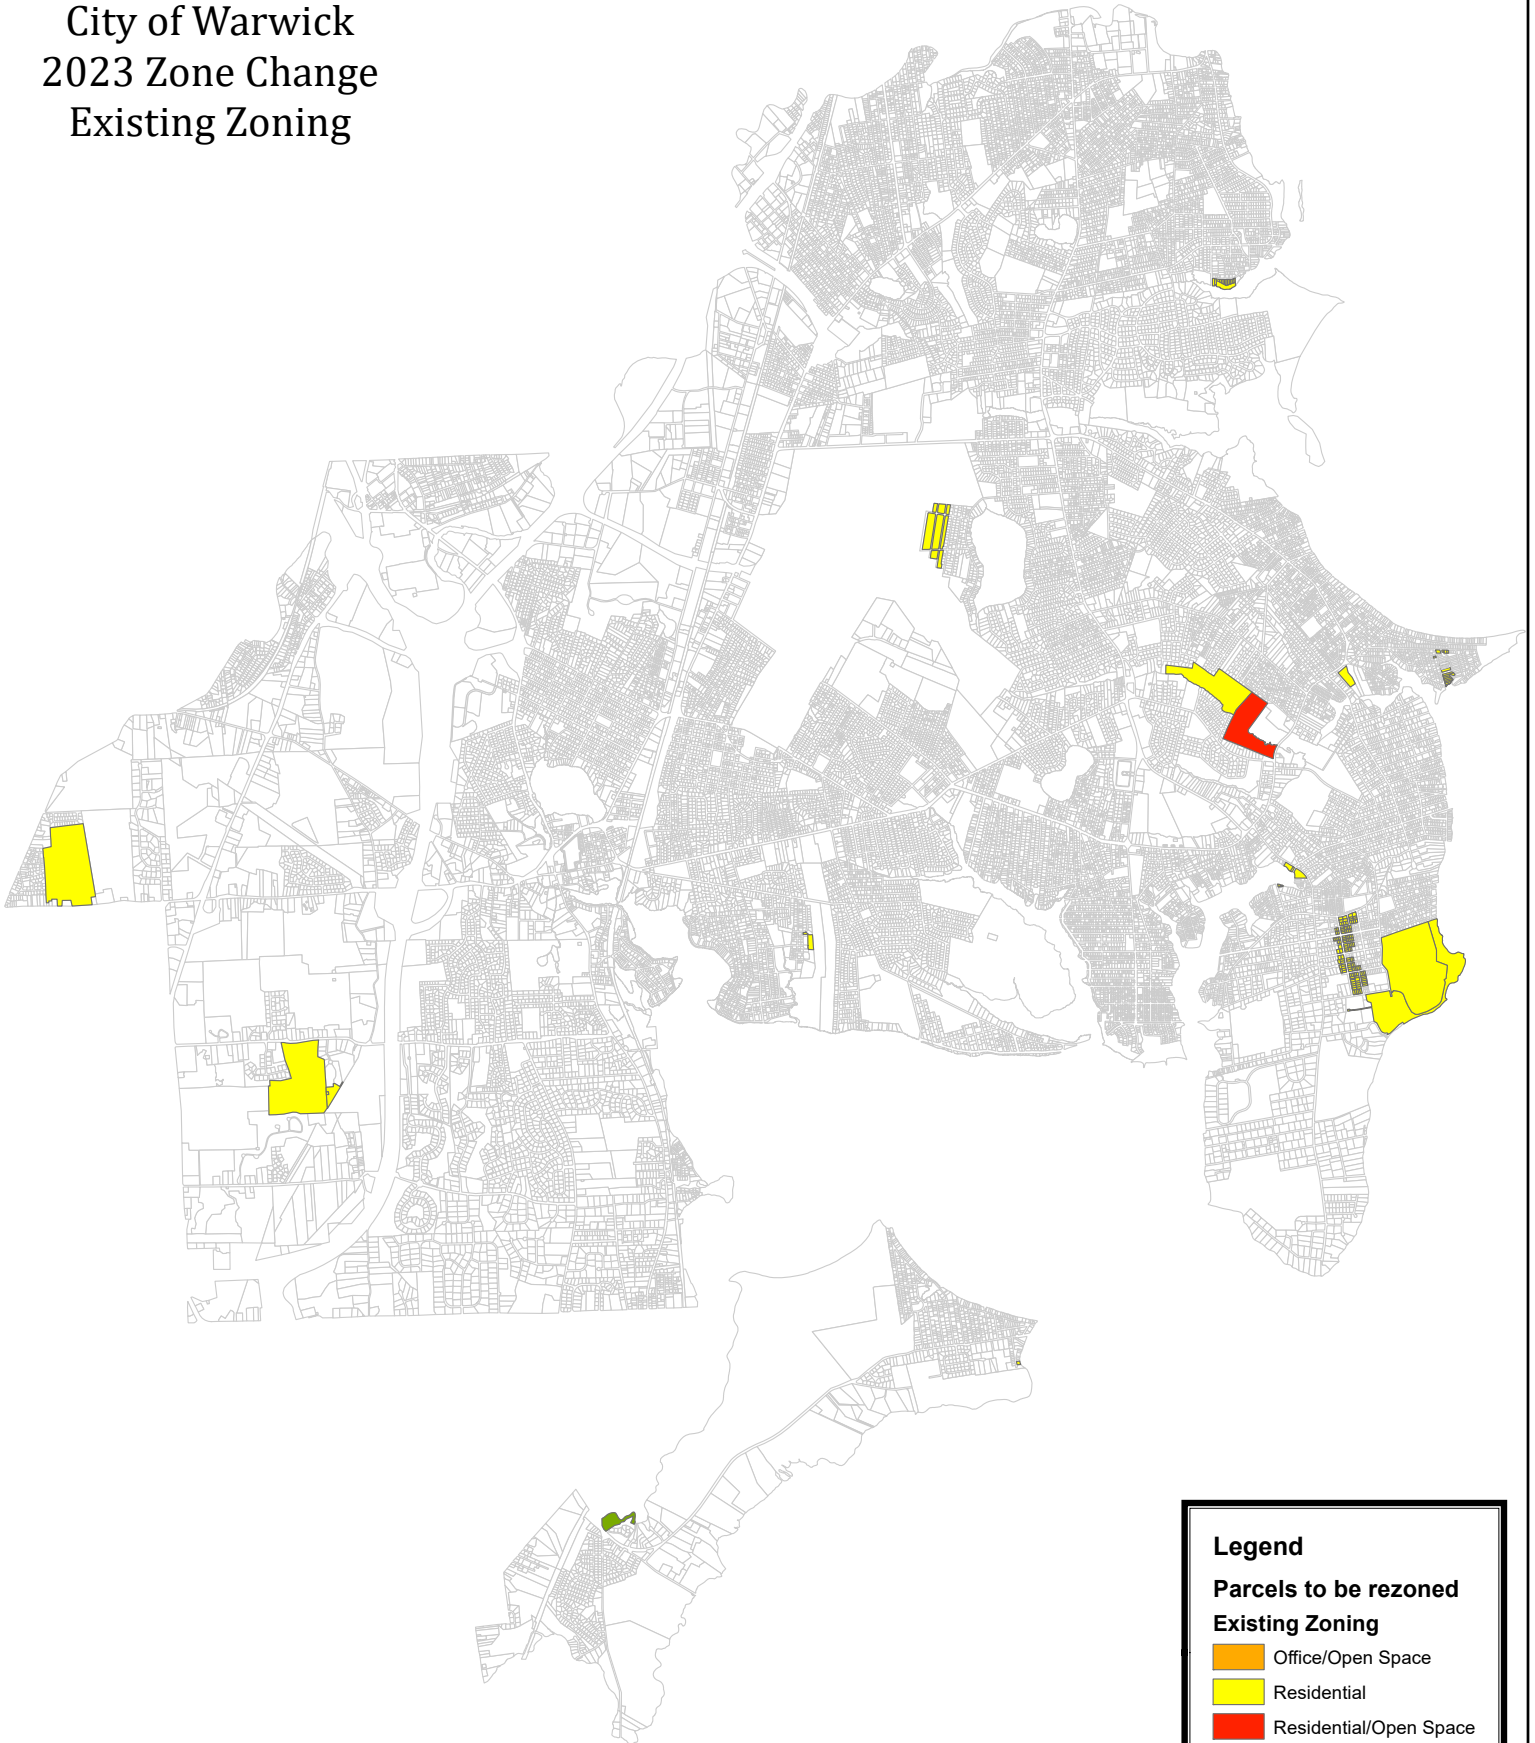 City of Warwick
2023 Zone Change
Existing Zoning
Legend
Parcels to be rezoned
Existing Zoning
Office/Open Space
Residential
Residential/Open Space